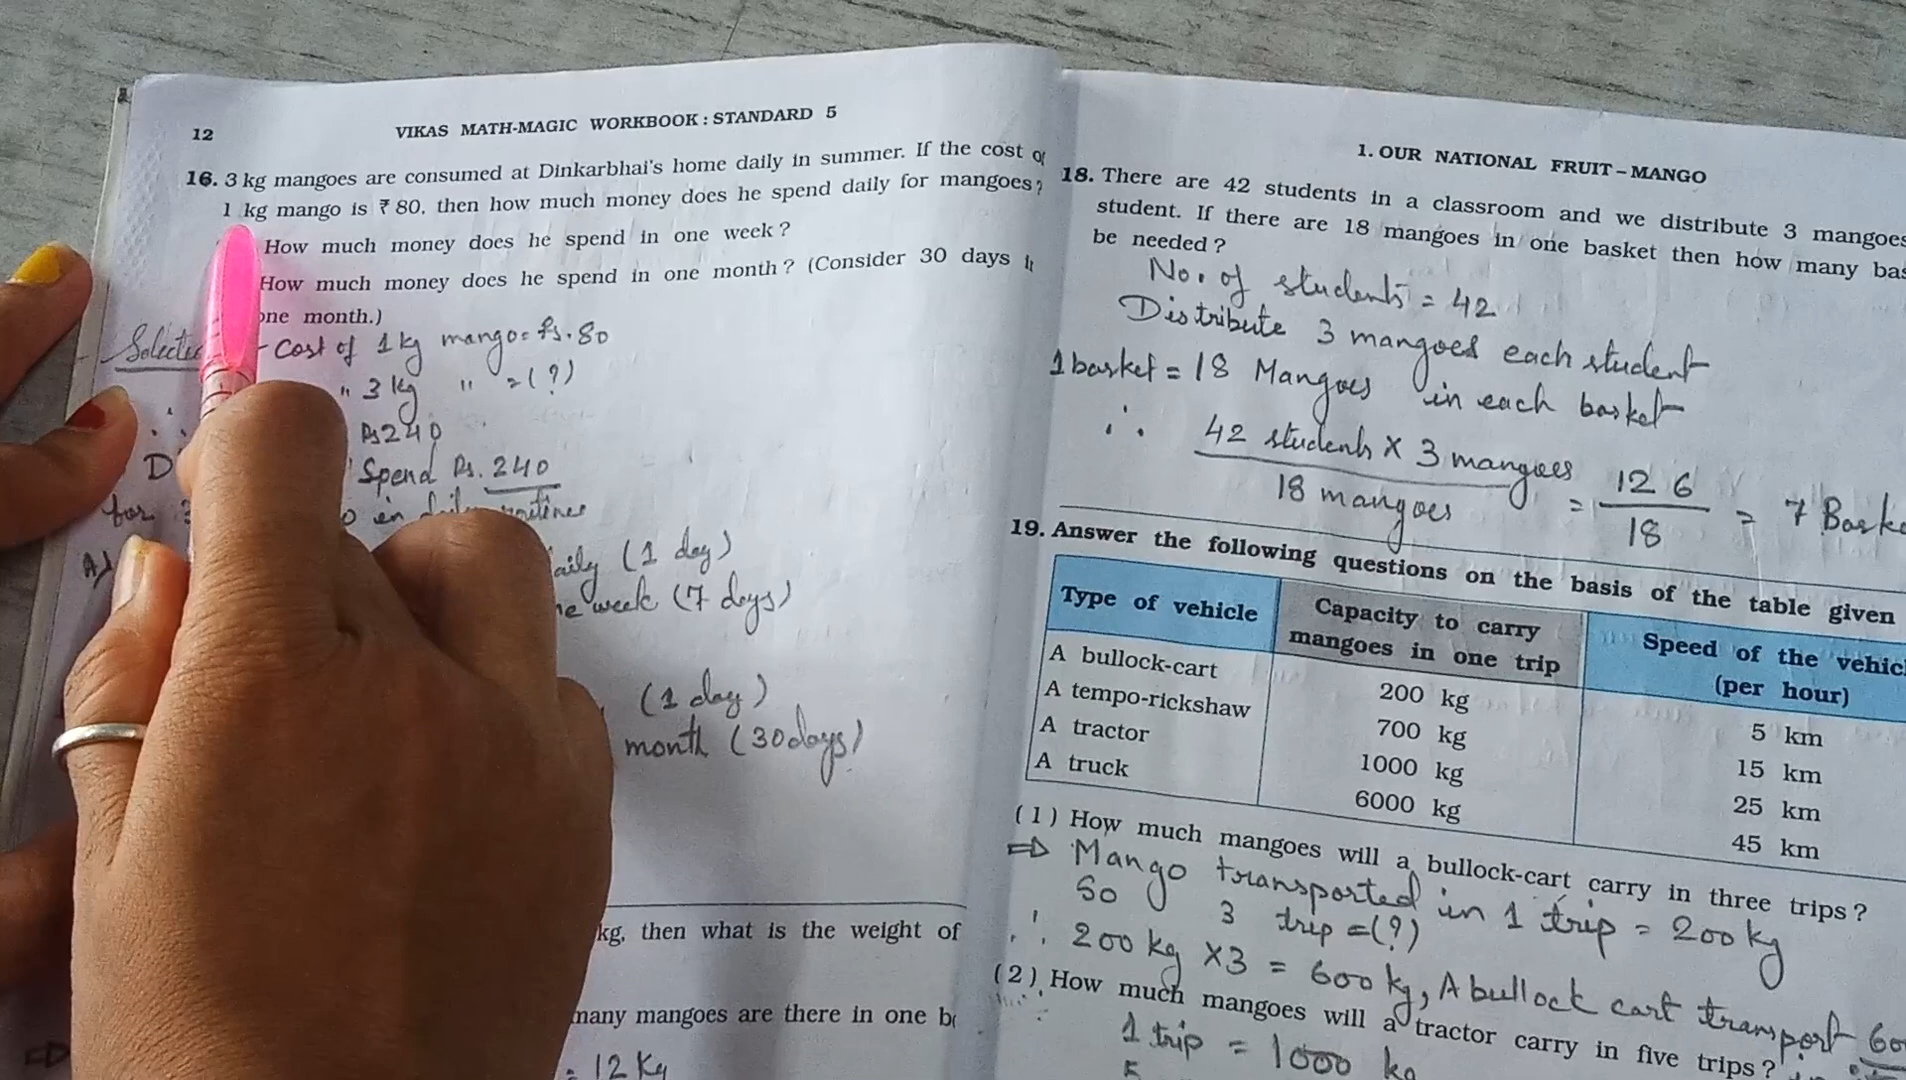 12
VIKAS MATH-MAGIC WORKBOOK : STANDARD 5
16. 3 kg mangoes are consumed at Dinkarbhai's home daily in summer. If the cost of
1 kg mango is ₹ 80, then how much money does he spend daily for mangoes?
How much money does he spend in one week ?
How much money does he spend in one month ? (Consider 30 days in
one month.)
- Cost of 1 kg mango = Rs. 80
" 3 kg " = (?)
Rs 240
Spend Rs. 240
for
(1 day)
week (7 days)
(1 day)
month (30 days)
kg, then what is the weight of
many mangoes are there in one
= 12 Kg
1. OUR NATIONAL FRUIT – MANGO
18. There are 42 students in a classroom and we distribute 3 mangoes
student. If there are 18 mangoes in one basket then how many
be needed ?
No. of students = 42
Distribute 3 mangoes each student
1 basket = 18 Mangoes in each basket
∴ 42 students x 3 mangoes / 18 mangoes = 126 / 18 = 7
19. Answer the following questions on the basis of the table given
Type of vehicle Capacity to carry mangoes in one trip Speed of the vehicle (per hour)
A bullock-cart 200 kg 5 km
A tempo-rickshaw 700 kg 15 km
A tractor 1000 kg 25 km
A truck 6000 kg 45 km
(1) How much mangoes will a bullock-cart carry in three trips ?
⇒ Mango transported in 1 trip = 200 kg
So 3 trip = (?)
∴ 200 kg x 3 = 600 kg, A bullock cart transport
(2) How much mangoes will a tractor carry in five trips ?
1 trip = 1000 kg
5